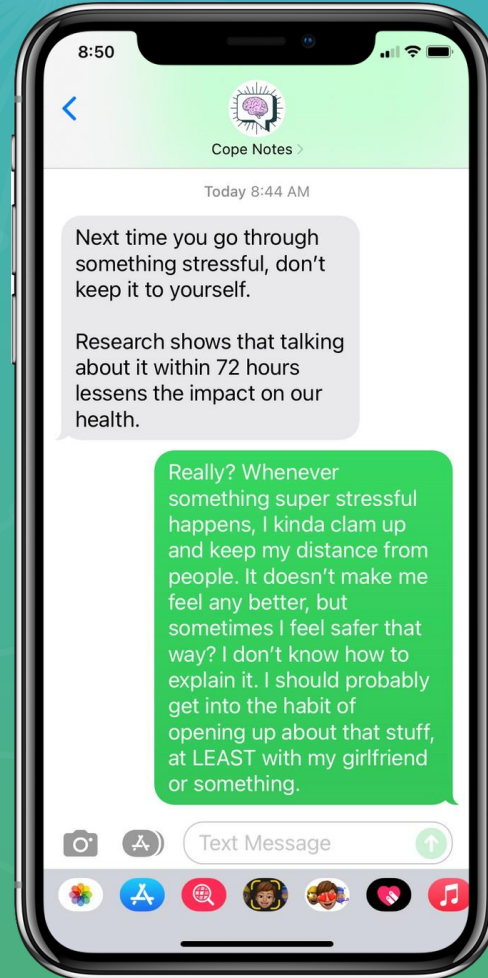 8:50
Cope Notes
Today 8:44 AM
Next time you go through
something stressful, don't
keep it to yourself.
Research shows that talking
about it within 72 hours
lessens the impact on our
health.
Really? Whenever
something super stressful
happens, I kinda clam up
and keep my distance from
people. It doesn't make me
feel any better, but
sometimes I feel safer that
way? I don't know how to
explain it. I should probably
get into the habit of
opening up about that stuff,
at LEAST with my girlfriend
or something.
Text Message